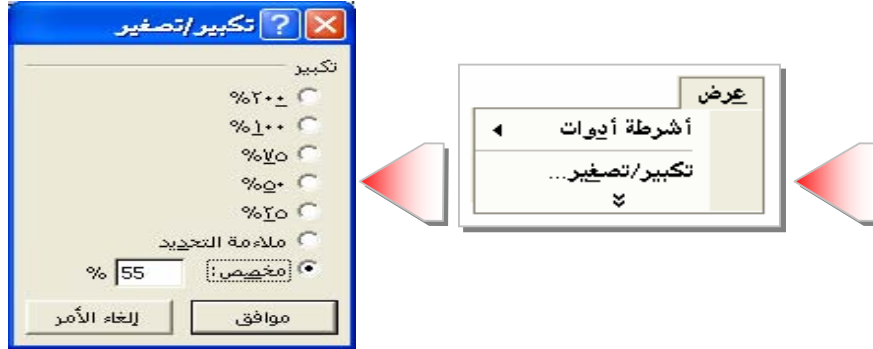 عرض
أشرطة أدوات
تكبير/تصغير...
تكبير/تصغير
تكبير
٢٠٠%
١٠٠%
٧٥%
٥٠%
٢٥%
ملاءمة التحديد
مخصص: 55 %
موافق
إلغاء الأمر